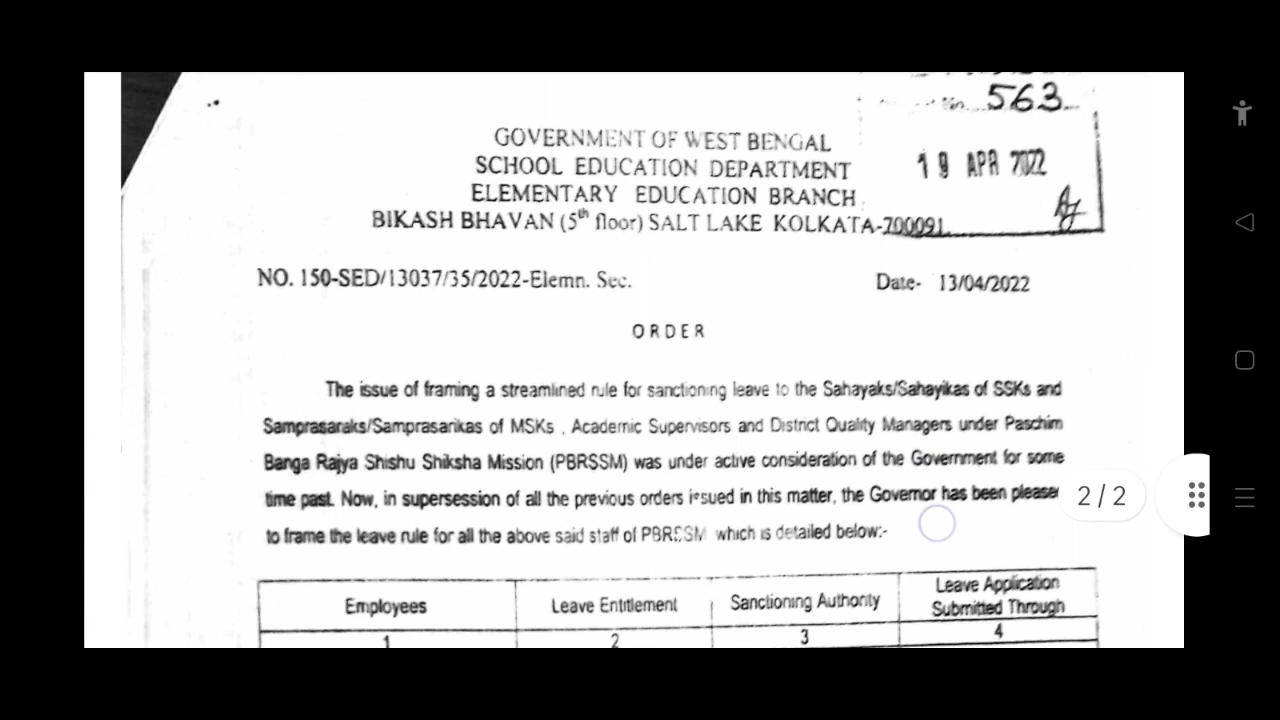 563
GOVERNMENT OF WEST BENGAL
SCHOOL EDUCATION DEPARTMENT
19 APR 2022
ELEMENTARY EDUCATION BRANCH
BIKASH BHAVAN (5th floor) SALT LAKE KOLKATA-700091
NO. 150-SED/13037/35/2022-Elemn. Sec.
Date- 13/04/2022
ORDER
The issue of framing a streamlined rule for sanctioning leave to the Sahayaks/Sahayikas of SSKs and
Samprasaraks/Samprasarikas of MSKs , Academic Supervisors and District Quality Managers under Paschim
Banga Rajya Shishu Shiksha Mission (PBRSSM) was under active consideration of the Government for some
time past. Now, in supersession of all the previous orders issued in this matter, the Governor has been please
2/2
to frame the leave rule for all the above said staff of PBRSSM which is detailed below:-
Employees
Leave Entitlement
Sanctioning Authority
Leave Application
Submitted Through
1
2
3
4